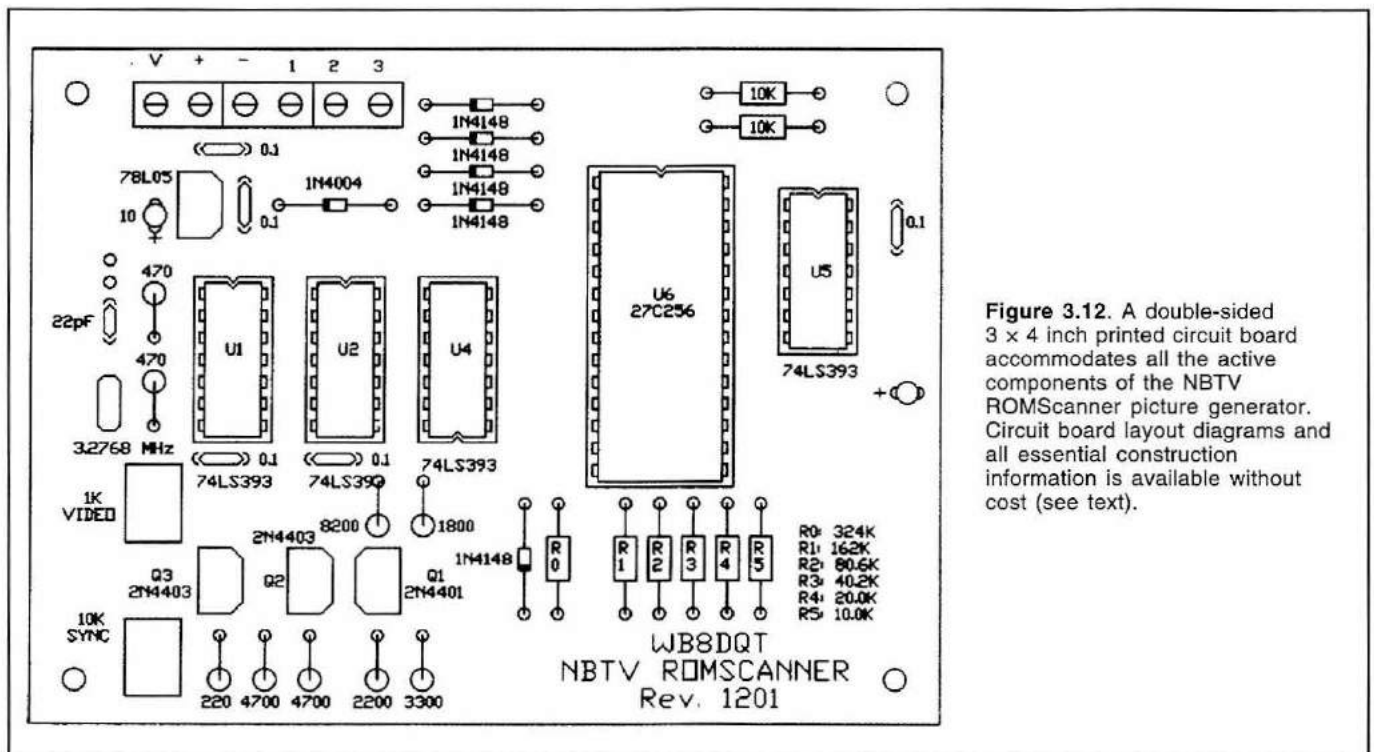 V + - 1 2 3
10K
10K
1N4148
1N4148
1N4148
1N4148
0.1
78L05
1N4004
10
+
0.1
0.1
U5
U6
27C256
470
22pF
U1
U2
U4
470
74LS393
+
3.2768 MHz
0.1
0.1
74LS393
74LS393
74LS393
1K
VIDEO
8200
1800
2N4403
1N4148
R
0
R
1
R
2
R
3
R
4
R
5
R0: 324K
R1: 162K
R2: 80.6K
R3: 40.2K
R4: 20.0K
R5: 10.0K
Q3
2N4403
Q2
Q1
2N4401
10K
SYNC
220 4700 4700 2200 3300
WB8DQT
NBTV ROMSCANNER
Rev. 1201
Figure 3.12. A double-sided
3 × 4 inch printed circuit board
accommodates all the active
components of the NBTV
ROMScanner picture generator.
Circuit board layout diagrams and
all essential construction
information is available without
cost (see text).